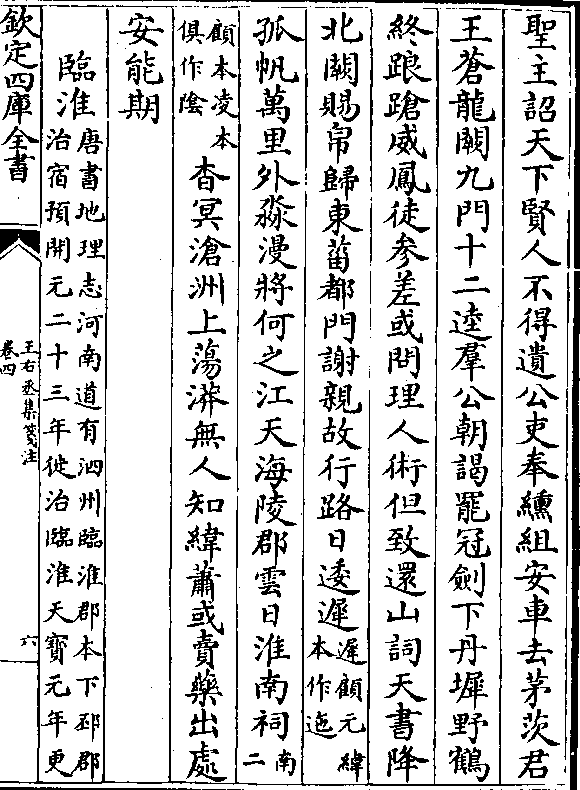 聖主詔天下賢人不得遺公吏奉纁組安車去茅茨君
王蒼龍闕九門十二逵羣公朝謁罷冠劍下丹墀野鶴
終踉蹌威鳳徒參差或問理人術但致還山詞天書降
北闕賜帛歸東菑都門謝親故行路日逶遲
遲顧元緯
本作迤
孤帆萬里外淼漫將何之江天海陵郡雲日淮南祠
南
二
顧本凌本
俱作陰
杳冥滄洲上蕩漭無人知緯蕭或賣藥出處
安能期
臨淮
唐書地理志河南道有泗州臨淮郡本下邳郡
治宿預開元二十三年徙治臨淮天寶元年更
欽定四庫全書
王右丞集箋注
卷四
六